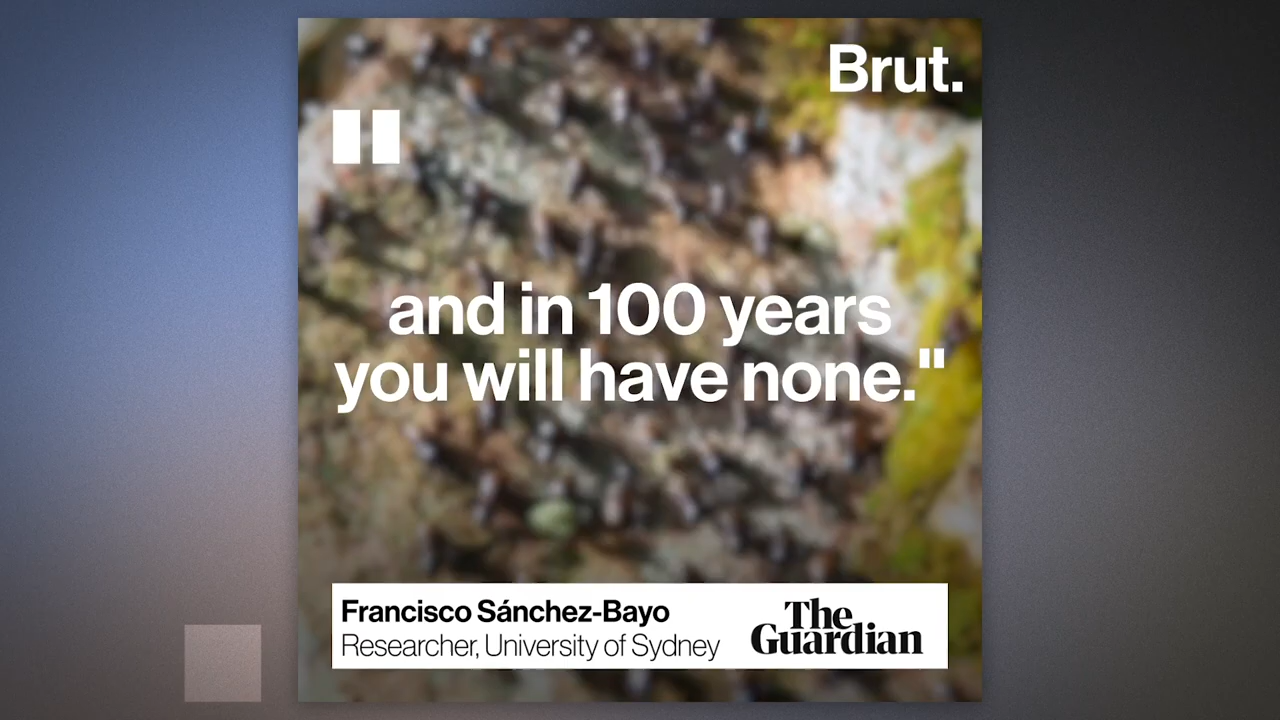 Brut.
"
and in 100 years
you will have none."
Francisco Sánchez-Bayo
Researcher, University of Sydney
The
Guardian